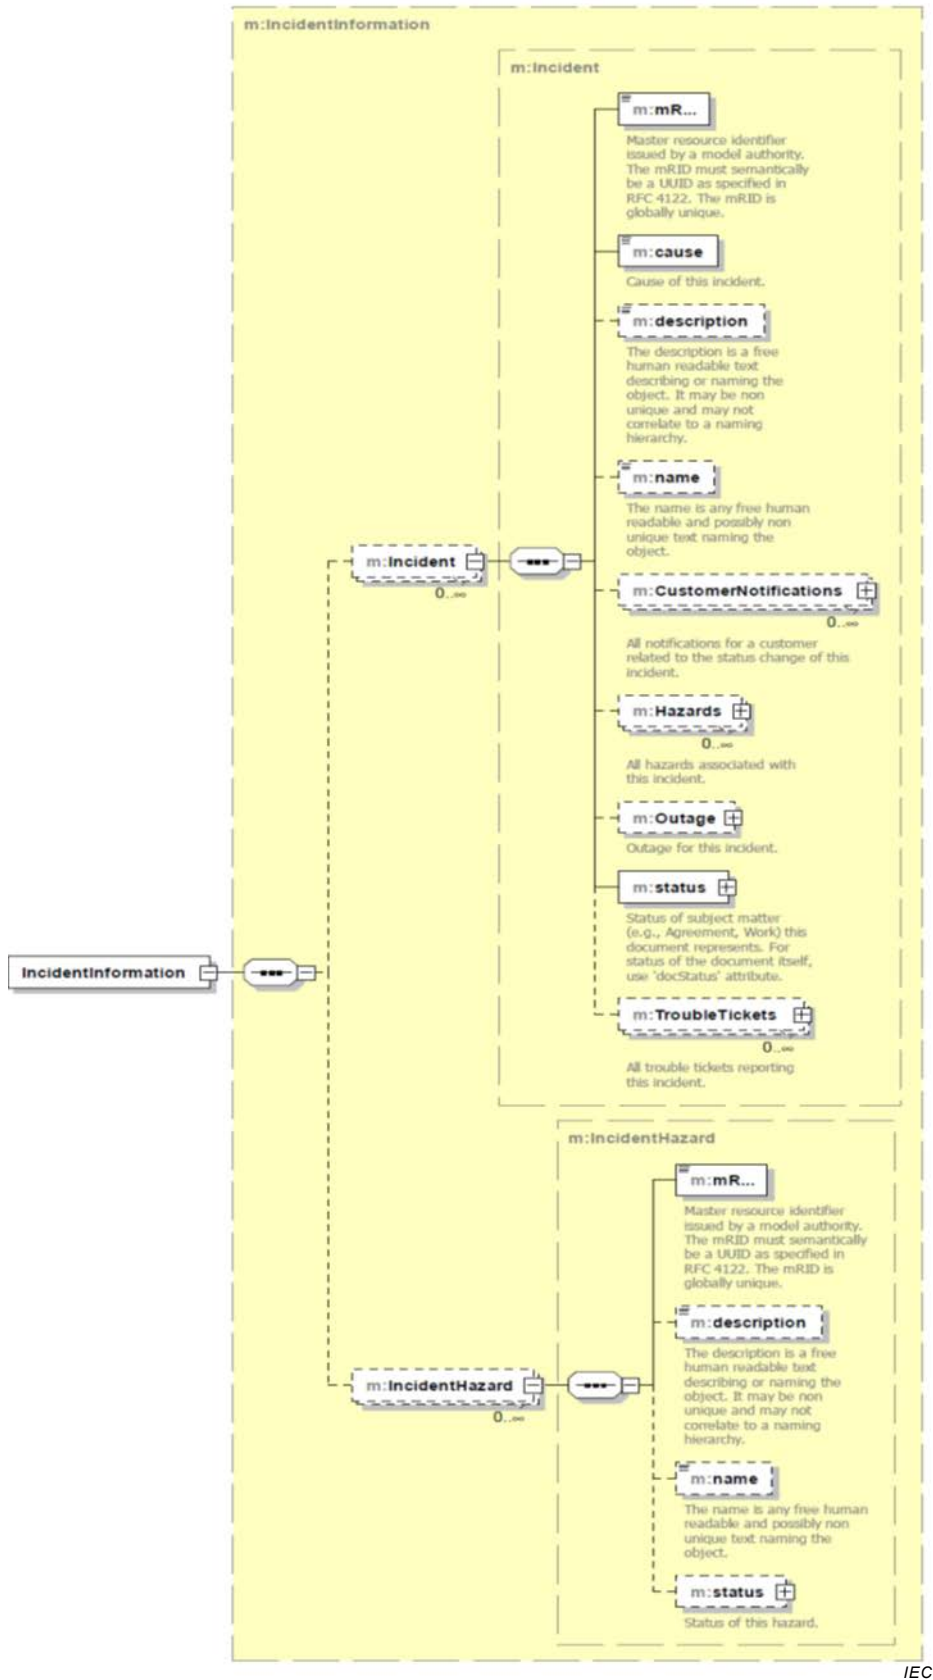 m:IncidentInformation
m:Incident
m:mR...
Master resource identifier
issued by a model authority.
The mRID must semantically
be a UUID as specified in
RFC 4122. The mRID is
globally unique.
m:cause
Cause of this incident.
m:description
The description is a free
human readable text
describing or naming the
object. It may be non
unique and may not
correlate to a naming
hierarchy.
m:name
The name is any free human
readable and possibly non
unique text naming the
object.
m:Incident
0..∞
m:CustomerNotifications
0..∞
All notifications for a customer
related to the status change of this
incident.
m:Hazards
0..∞
All hazards associated with
this incident.
m:Outage
Outage for this incident.
m:status
Status of subject matter
(e.g., Agreement, Work) this
document represents. For
status of the document itself,
use 'docStatus' attribute.
IncidentInformation
m:TroubleTickets
0..∞
All trouble tickets reporting
this incident.
m:IncidentHazard
m:mR...
Master resource identifier
issued by a model authority.
The mRID must semantically
be a UUID as specified in
RFC 4122. The mRID is
globally unique.
m:description
The description is a free
human readable text
describing or naming the
object. It may be non
unique and may not
correlate to a naming
hierarchy.
m:IncidentHazard
0..∞
m:name
The name is any free human
readable and possibly non
unique text naming the
object.
m:status
Status of this hazard.
IEC